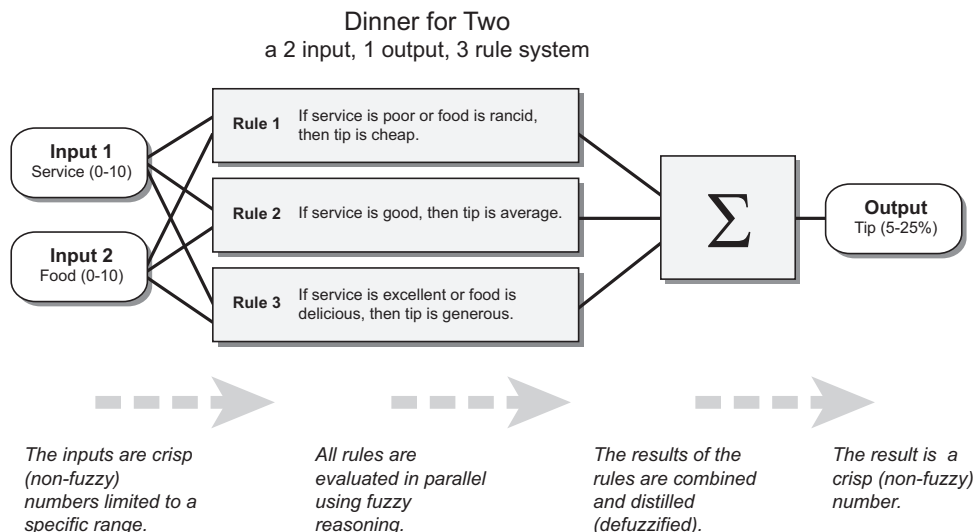 Dinner for Two
a 2 input, 1 output, 3 rule system
Input 1
Service (0-10)
Input 2
Food (0-10)
Rule 1 If service is poor or food is rancid,
then tip is cheap.
Rule 2 If service is good, then tip is average.
Rule 3 If service is excellent or food is
delicious, then tip is generous.
Σ
Output
Tip (5-25%)
The inputs are crisp
(non-fuzzy)
numbers limited to a
specific range.
All rules are
evaluated in parallel
using fuzzy
reasoning.
The results of the
rules are combined
and distilled
(defuzzified).
The result is a
crisp (non-fuzzy)
number.